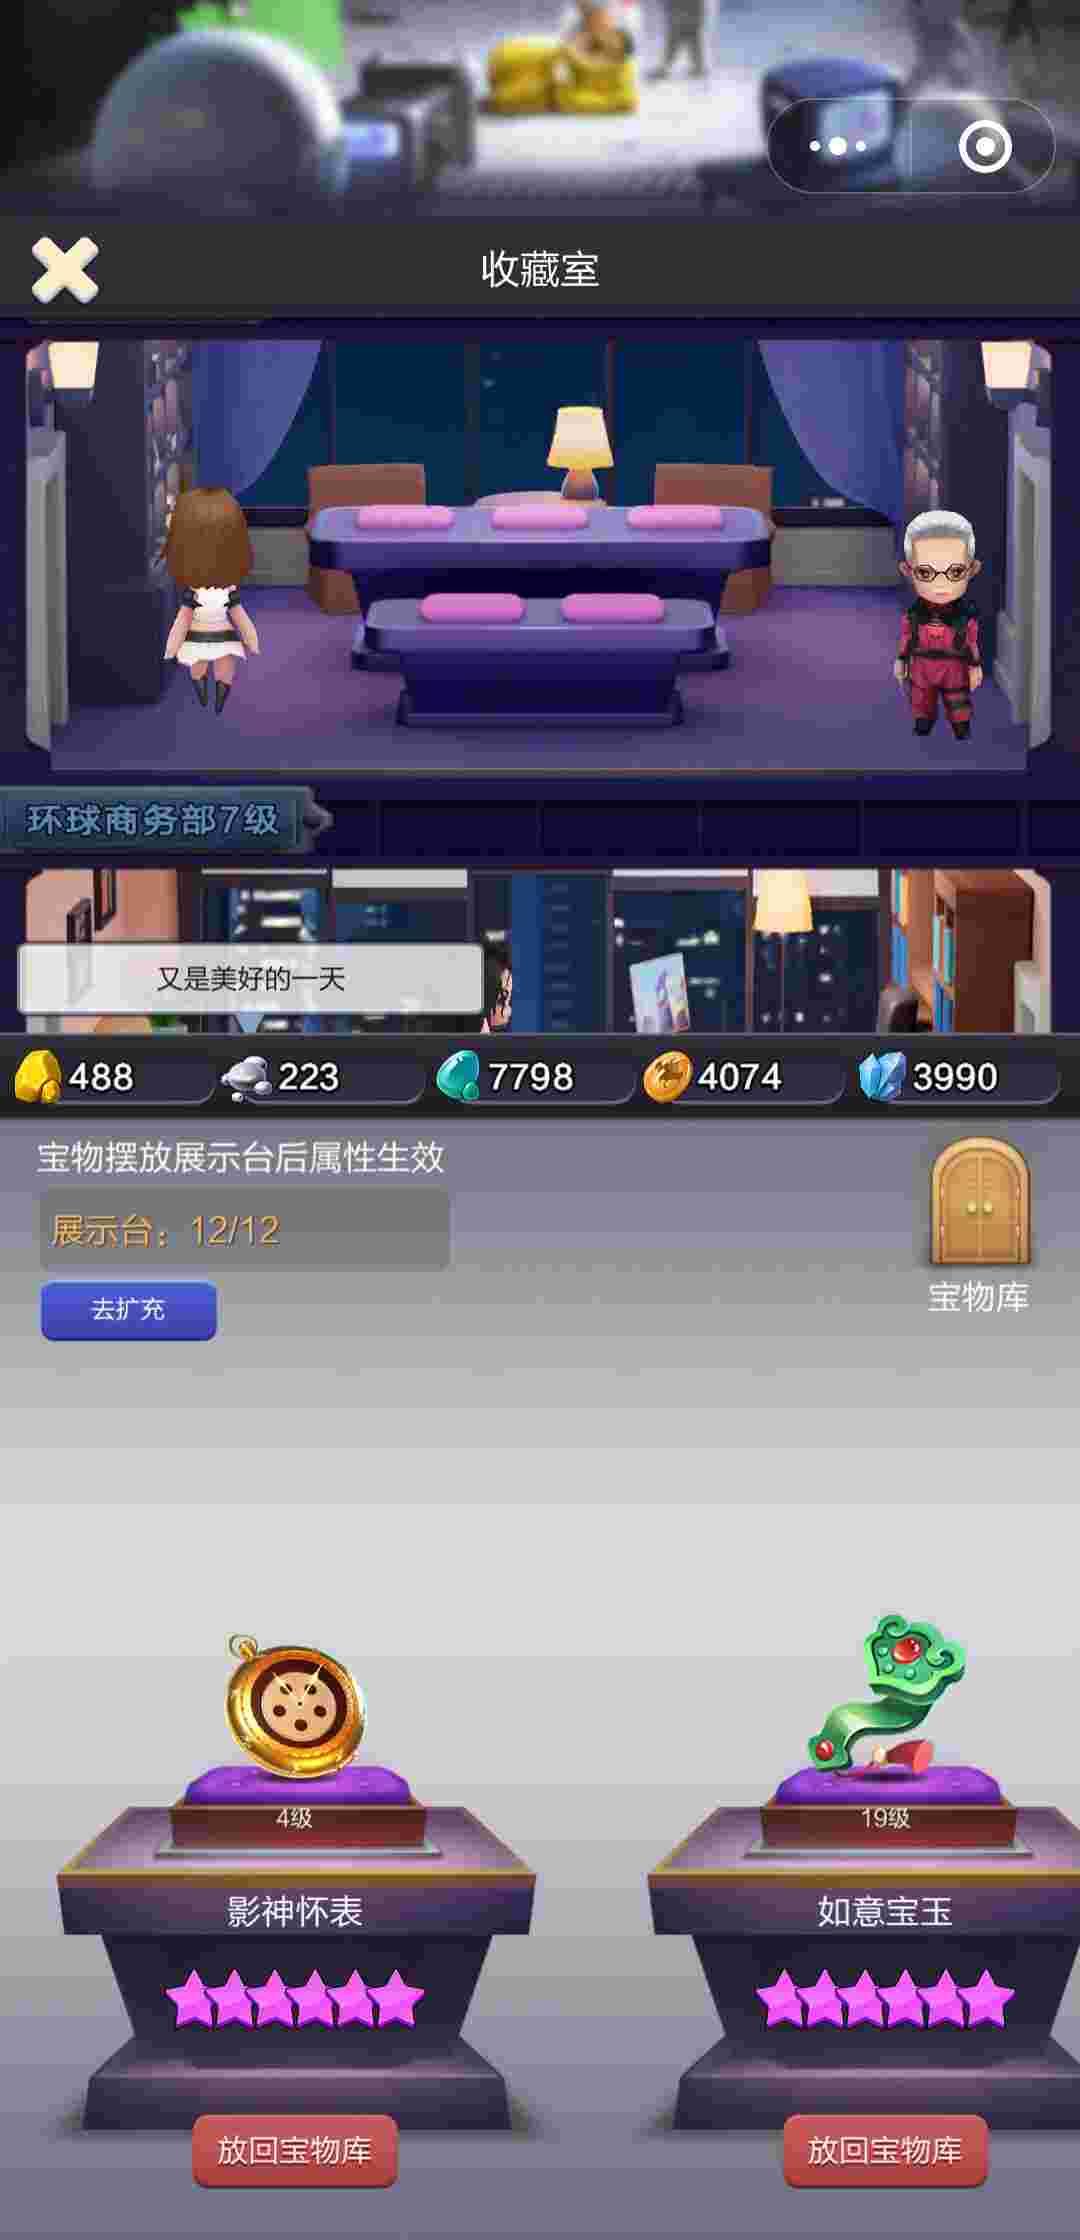 收藏室
环球商务部7级
又是美好的一天
488 223 7798 4074 3990
宝物摆放展示台后属性生效
展示台：12/12
去扩充
宝物库
4级 19级
影神怀表 如意宝玉
放回宝物库 放回宝物库